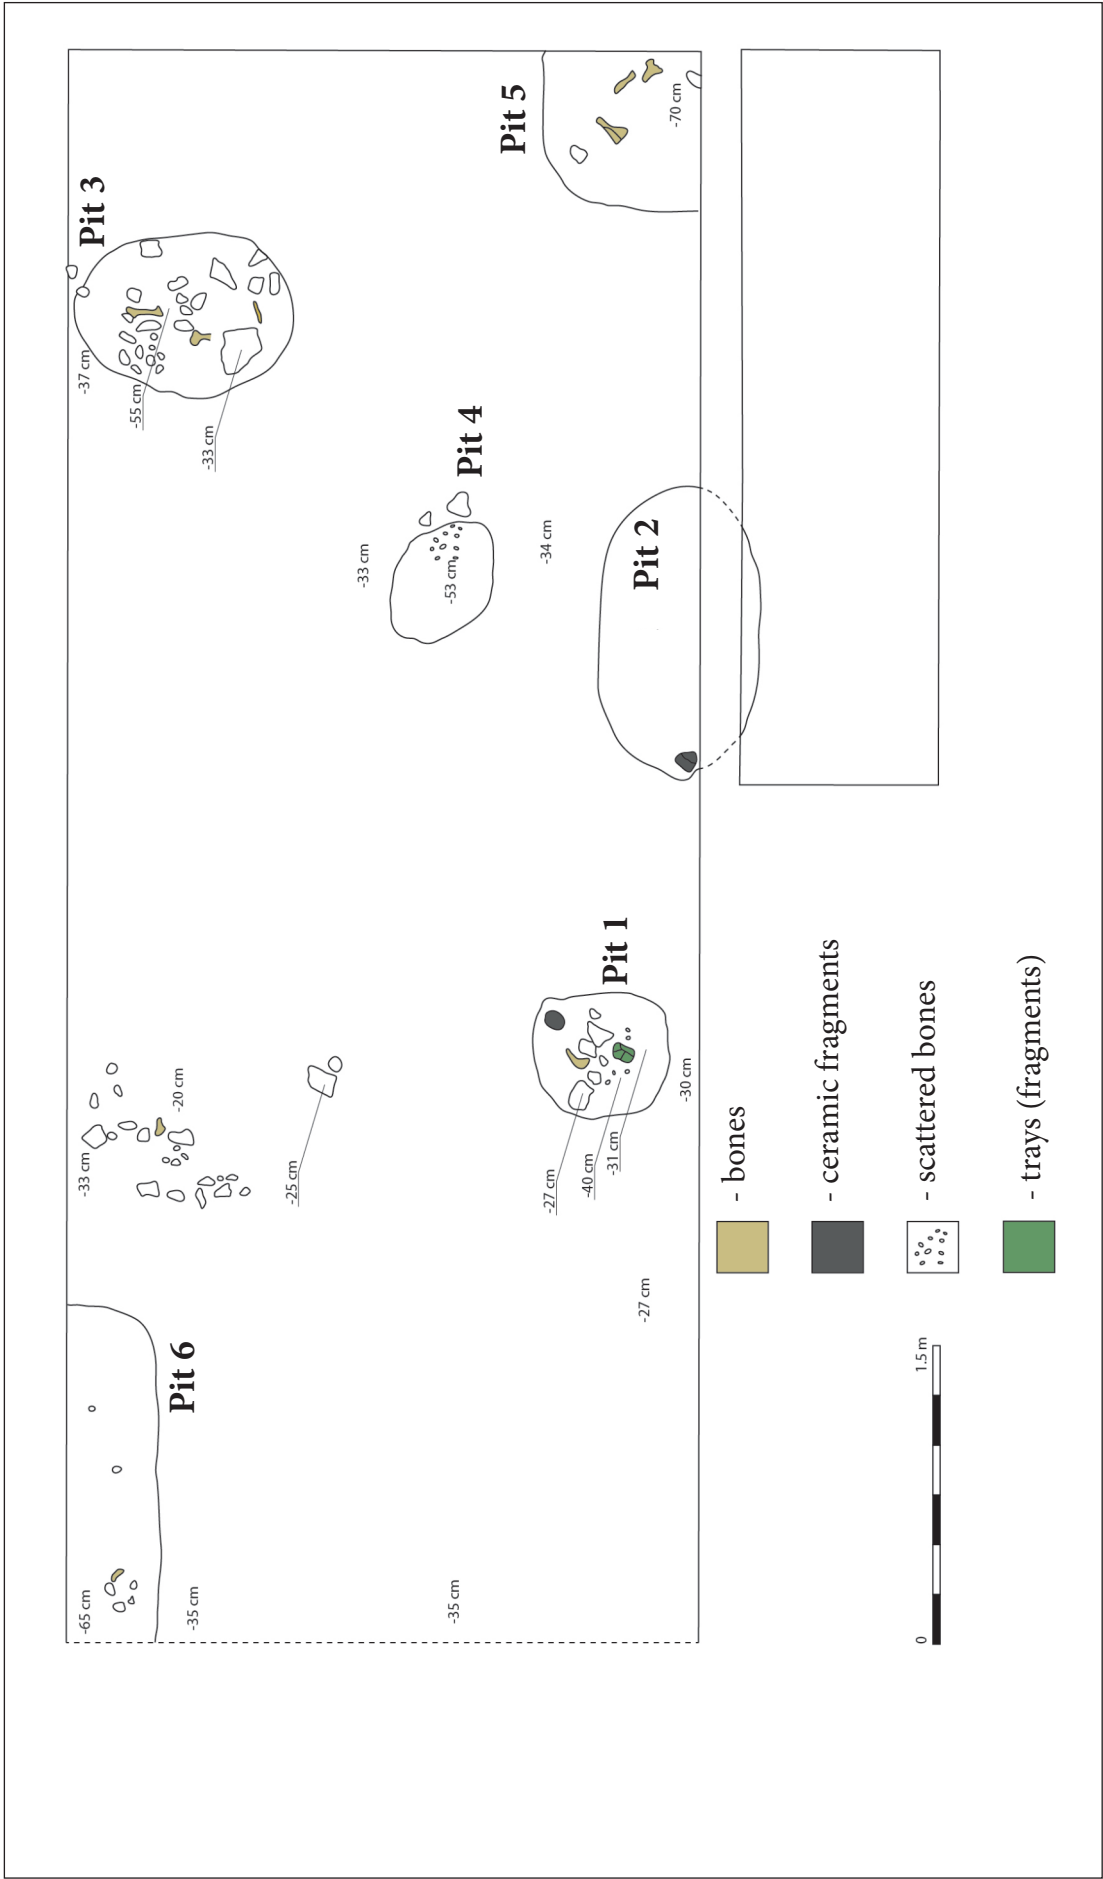 Pit 6
-65 cm
-35 cm
-35 cm
-27 cm
-33 cm
-20 cm
-25 cm
Pit 1
-27 cm
-40 cm
-31 cm
-30 cm
Pit 3
-37 cm
-55 cm
-33 cm
Pit 4
-33 cm
-53 cm
-34 cm
Pit 2
Pit 5
-70 cm
0
1.5 m
- bones
- ceramic fragments
- scattered bones
- trays (fragments)